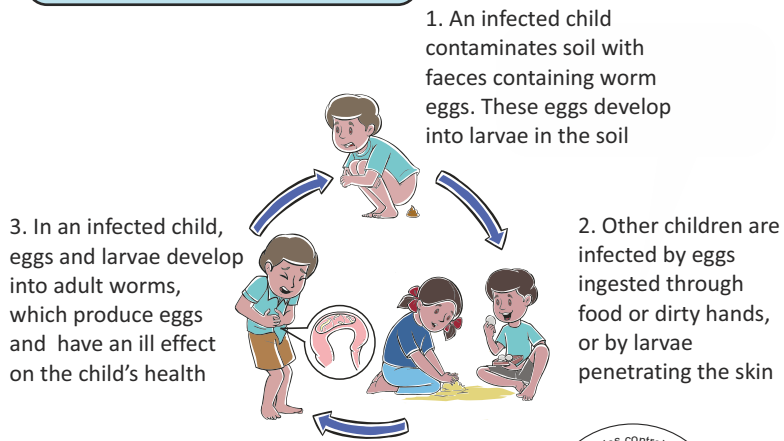 1. An infected child
contaminates soil with
faeces containing worm
eggs. These eggs develop
into larvae in the soil
3. In an infected child,
eggs and larvae develop
into adult worms,
which produce eggs
and have an ill effect
on the child's health
2. Other children are
infected by eggs
ingested through
food or dirty hands,
or by larvae
penetrating the skin